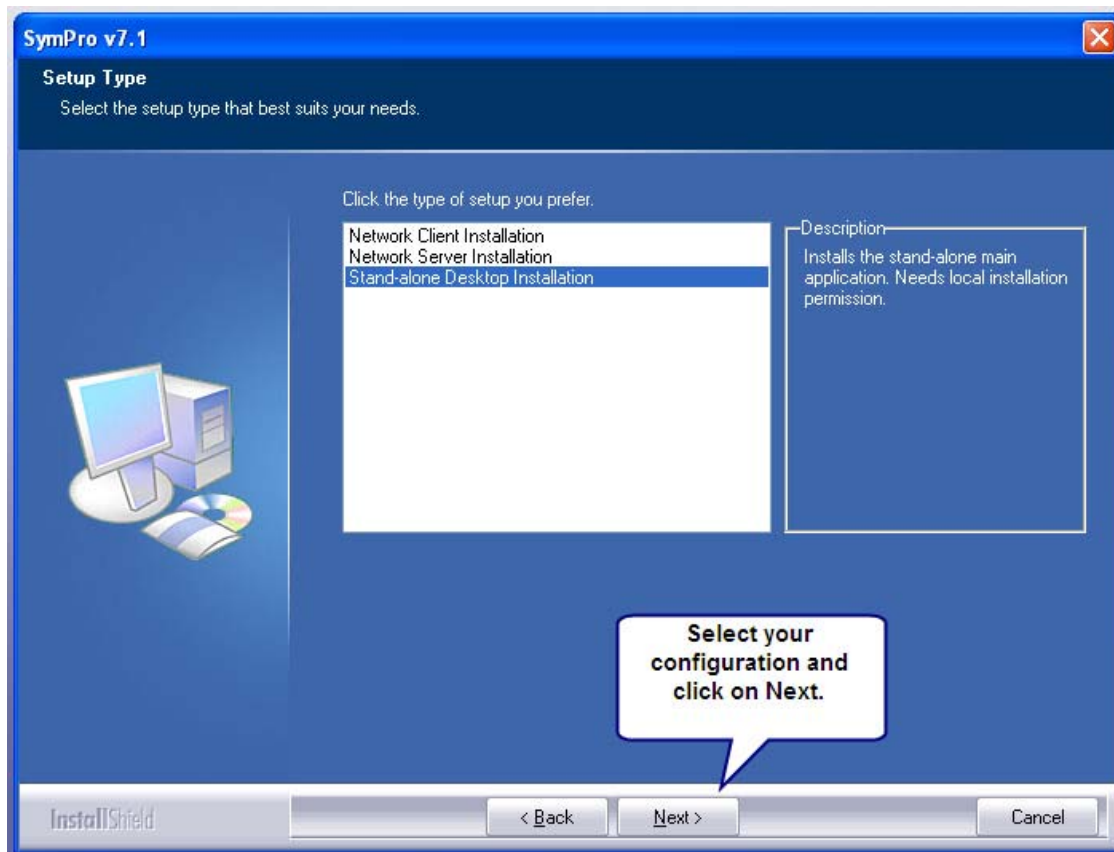 SymPro v7.1
Setup Type
Select the setup type that best suits your needs.
Click the type of setup you prefer.
Network Client Installation
Network Server Installation
Stand-alone Desktop Installation
Description
Installs the stand-alone main
application. Needs local installation
permission.
Select your
configuration and
click on Next.
InstallShield
< Back
Next >
Cancel